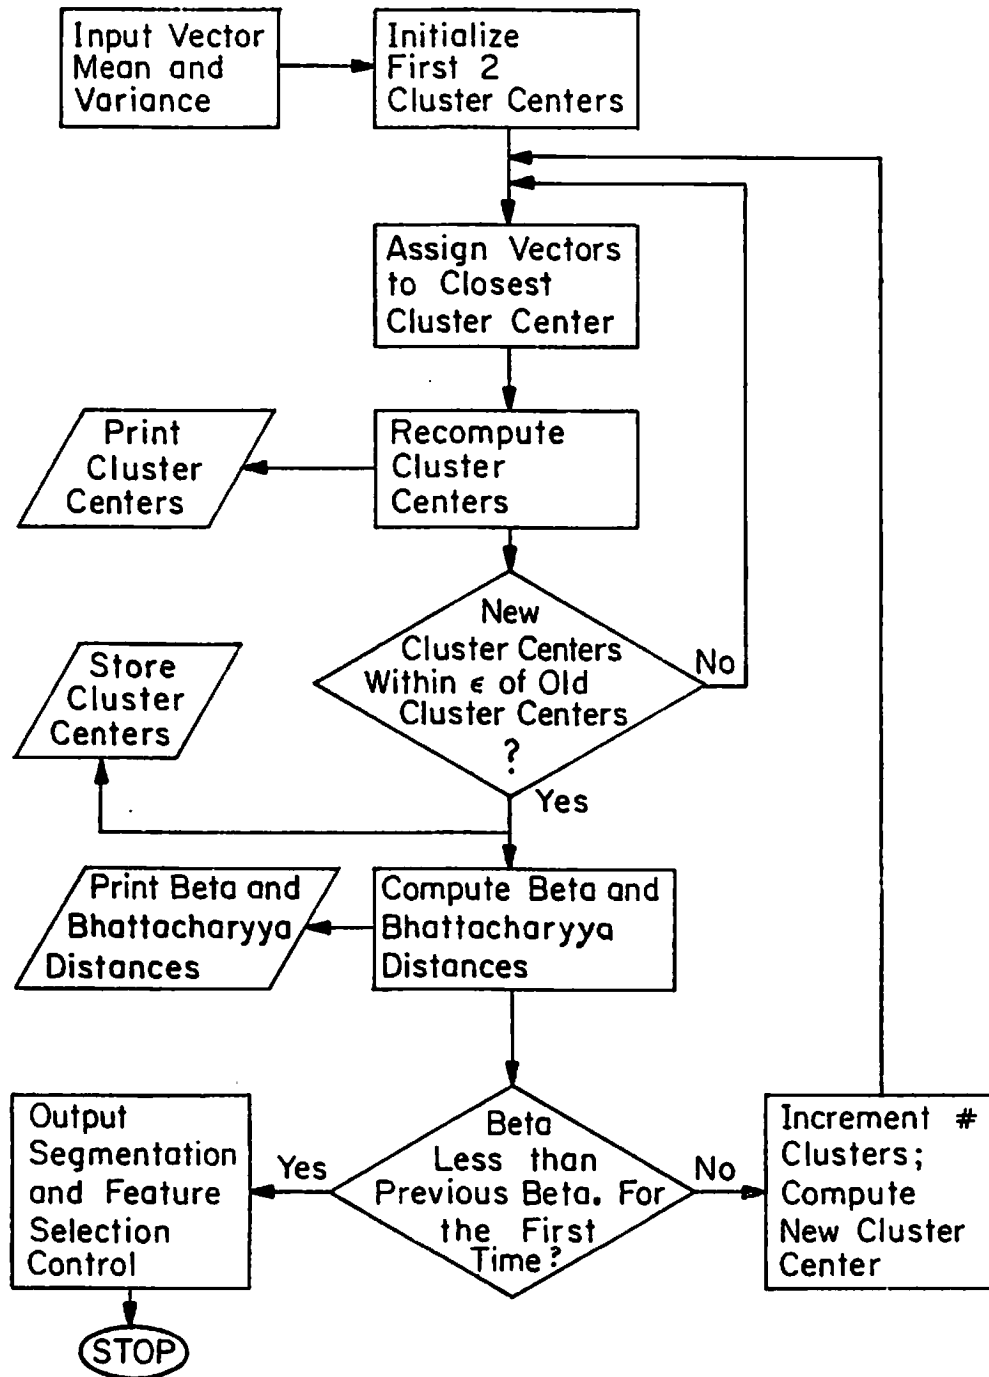 Input Vector
Mean and
Variance
Initialize
First 2
Cluster Centers
Assign Vectors
to Closest
Cluster Center
Print
Cluster
Centers
Recompute
Cluster
Centers
New
Cluster Centers
Within ϵ of Old
Cluster Centers
?
No
Store
Cluster
Centers
Yes
Print Beta and
Bhattacharyya
Distances
Compute Beta and
Bhattacharyya
Distances
Output
Segmentation
and Feature
Selection
Control
Yes
Beta
Less than
Previous Beta. For
the First
Time?
No
Increment #
Clusters;
Compute
New Cluster
Center
STOP